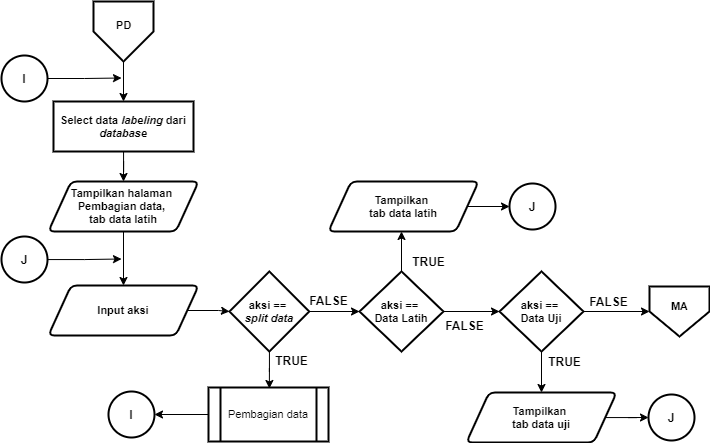 PD
I
Select data labeling dari
database
Tampilkan halaman
Pembagian data,
tab data latih
Tampilkan
tab data latih
J
TRUE
J
Input aksi
aksi ==
split data
FALSE
aksi ==
Data Latih
FALSE
aksi ==
Data Uji
FALSE
MA
TRUE
TRUE
I
Pembagian data
Tampilkan
tab data uji
J